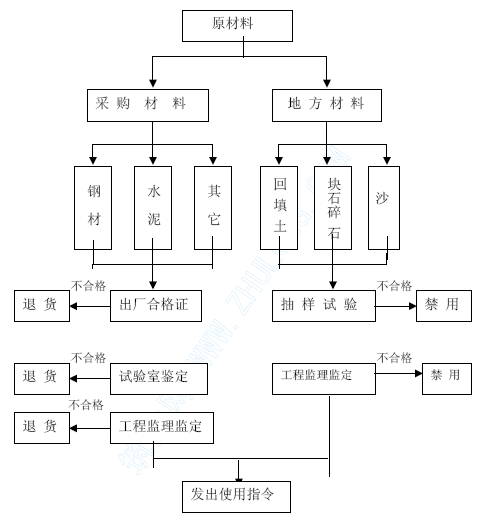 原材料
采 购 材 料
地 方 材 料
钢材
水泥
其它
回填土
块石碎石
沙
不合格
不合格
退 货
出厂合格证
抽 样 试 验
禁 用
不合格
不合格
退 货
试验室鉴定
工程监理监定
禁 用
不合格
退 货
工程监理监定
发出使用指令